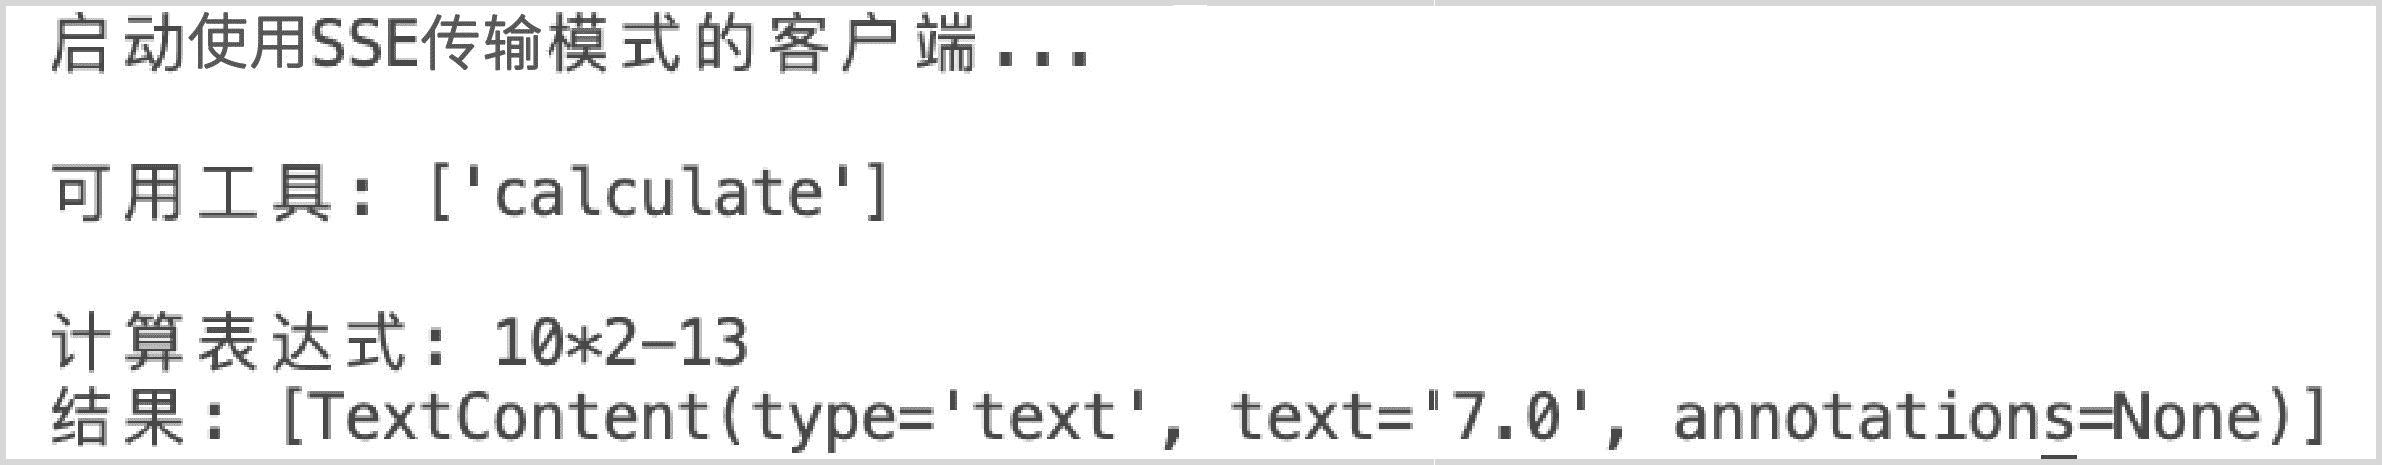 启动使用SSE传输模式的客户端...
可用工具: ['calculate']
计算表达式: 10*2-13
结果: [TextContent(type='text', text='7.0', annotations=None)]